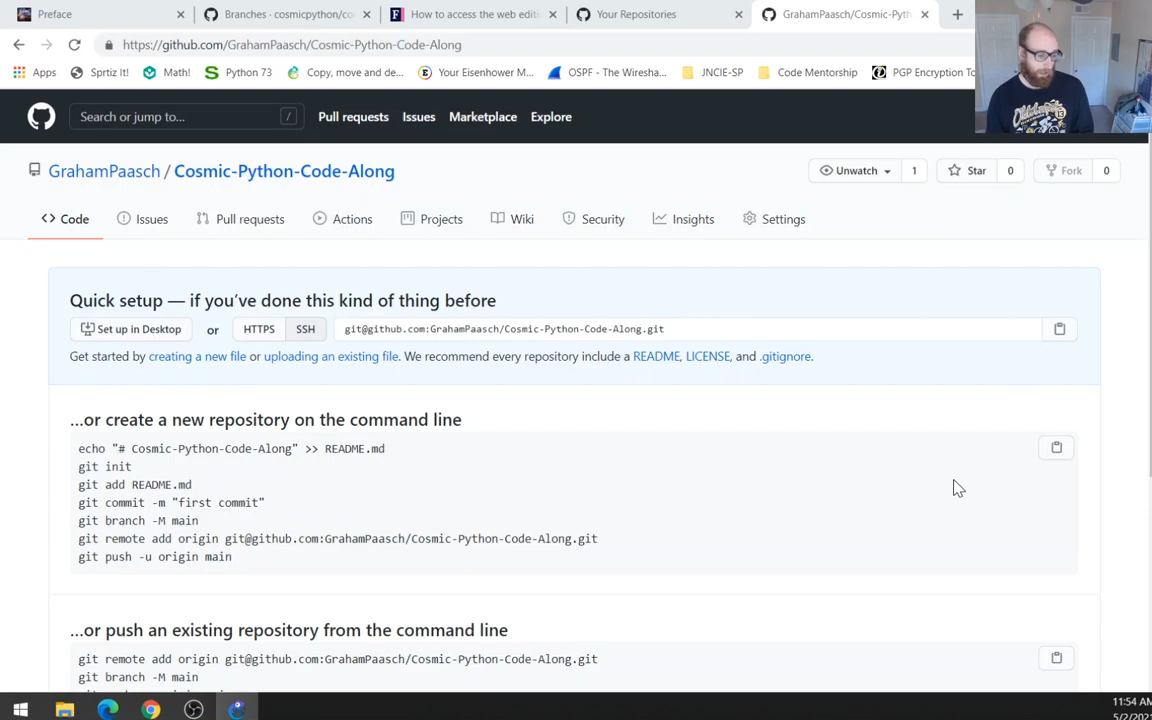 Preface
Branches · cosmicpython/co
How to access the web edit
Your Repositories
GrahamPaasch/Cosmic-Pyth
https://github.com/GrahamPaasch/Cosmic-Python-Code-Along
Apps
Sprtiz It!
Math!
Python 73
Copy, move and de...
Your Eisenhower M...
OSPF - The Wiresha...
JNCIE-SP
Code Mentorship
PGP Encryption To
Search or jump to...
/
Pull requests
Issues
Marketplace
Explore
GrahamPaasch / Cosmic-Python-Code-Along
Unwatch 1
Star 0
Fork 0
Code
Issues
Pull requests
Actions
Projects
Wiki
Security
Insights
Settings
Quick setup — if you've done this kind of thing before
Set up in Desktop or HTTPS SSH git@github.com:GrahamPaasch/Cosmic-Python-Code-Along.git
Get started by creating a new file or uploading an existing file. We recommend every repository include a README, LICENSE, and .gitignore.
...or create a new repository on the command line
echo "# Cosmic-Python-Code-Along" >> README.md
git init
git add README.md
git commit -m "first commit"
git branch -M main
git remote add origin git@github.com:GrahamPaasch/Cosmic-Python-Code-Along.git
git push -u origin main
...or push an existing repository from the command line
git remote add origin git@github.com:GrahamPaasch/Cosmic-Python-Code-Along.git
git branch -M main
11:54 AM
5/2/202